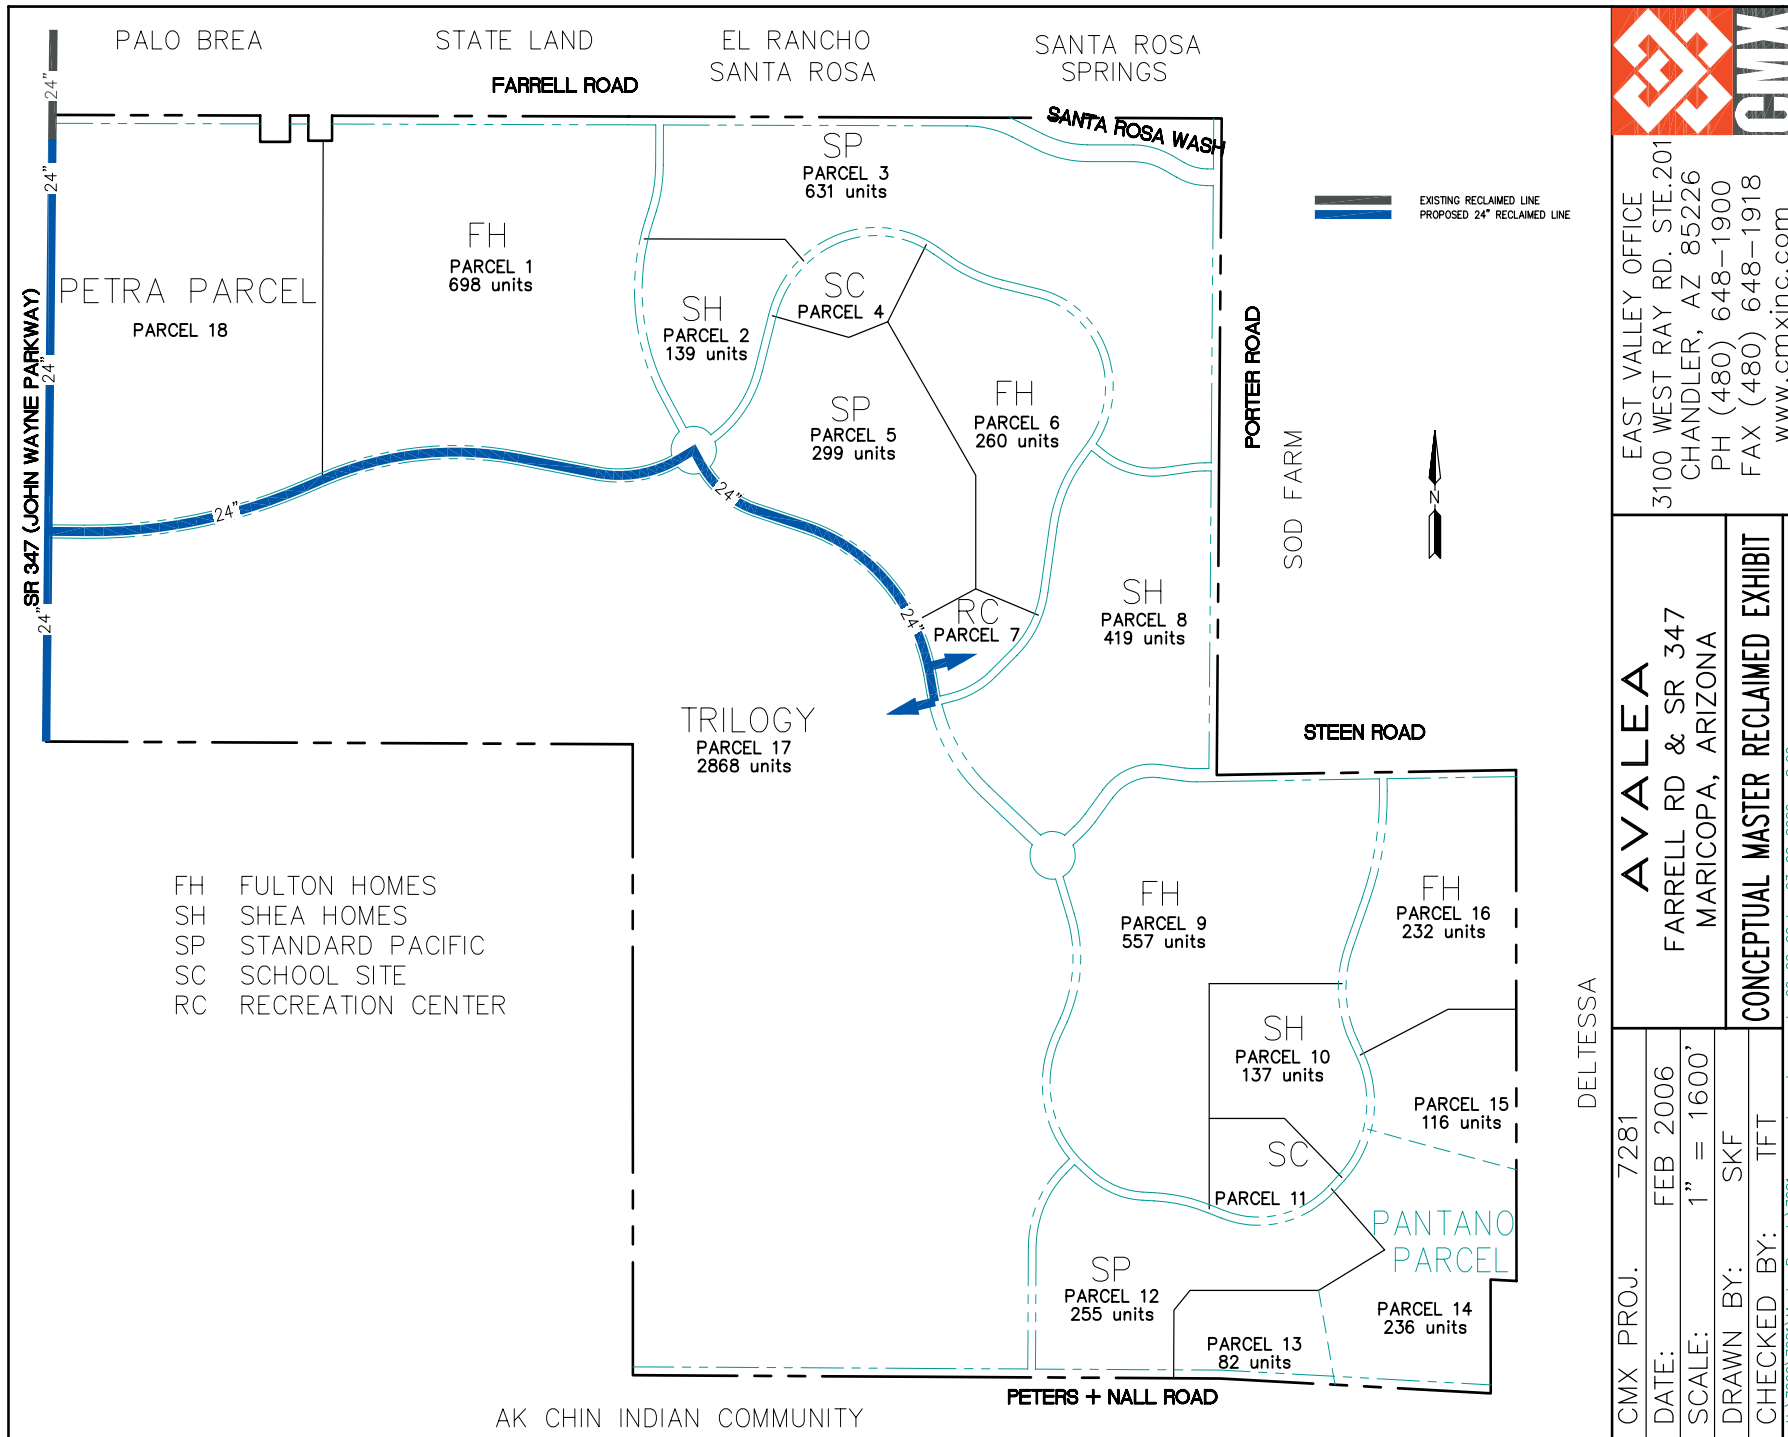 PALO BREA
STATE LAND
EL RANCHO
SANTA ROSA
SANTA ROSA
SPRINGS
FARRELL ROAD
SANTA ROSA WASH
24"
24"
24"
24"
24"
24"
24"
SR 347 (JOHN WAYNE PARKWAY)
PETRA PARCEL
PARCEL 18
FH
PARCEL 1
698 units
SH
PARCEL 2
139 units
SP
PARCEL 3
631 units
SC
PARCEL 4
SP
PARCEL 5
299 units
FH
PARCEL 6
260 units
RC
PARCEL 7
SH
PARCEL 8
419 units
TRILOGY
PARCEL 17
2868 units
PORTER ROAD
SOD FARM
N
EXISTING RECLAIMED LINE
PROPOSED 24" RECLAIMED LINE
STEEN ROAD
FH FULTON HOMES
SH SHEA HOMES
SP STANDARD PACIFIC
SC SCHOOL SITE
RC RECREATION CENTER
FH
PARCEL 9
557 units
FH
PARCEL 16
232 units
SH
PARCEL 10
137 units
PARCEL 15
116 units
SC
PARCEL 11
PANTANO
PARCEL
SP
PARCEL 12
255 units
PARCEL 13
82 units
PARCEL 14
236 units
DELTESSA
PETERS + NALL ROAD
AK CHIN INDIAN COMMUNITY
CMX
EAST VALLEY OFFICE
3100 WEST RAY RD. STE.201
CHANDLER, AZ 85226
PH (480) 648-1900
FAX (480) 648-1918
www.cmxinc.com
AVALEA
FARRELL RD & SR 347
MARICOPA, ARIZONA
CONCEPTUAL MASTER RECLAIMED EXHIBIT
CMX PROJ. 7281
DATE: FEB 2006
SCALE: 1" = 1600'
DRAWN BY: SKF
CHECKED BY: TFT